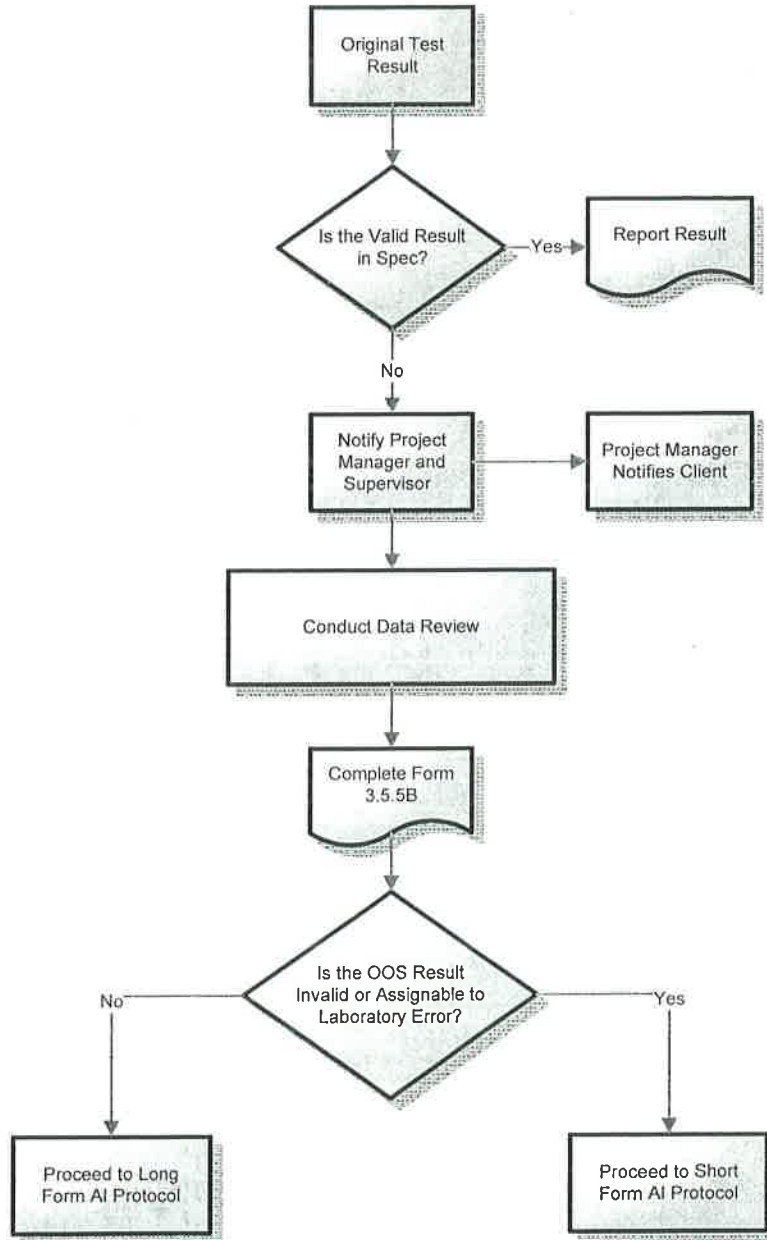 Original Test
Result
Is the Valid Result
in Spec?
Yes
Report Result
No
Notify Project
Manager and
Supervisor
Project Manager
Notifies Client
Conduct Data Review
Complete Form
3.5.5B
Is the OOS Result
Invalid or Assignable to
Laboratory Error?
No
Yes
Proceed to Long
Form AI Protocol
Proceed to Short
Form AI Protocol